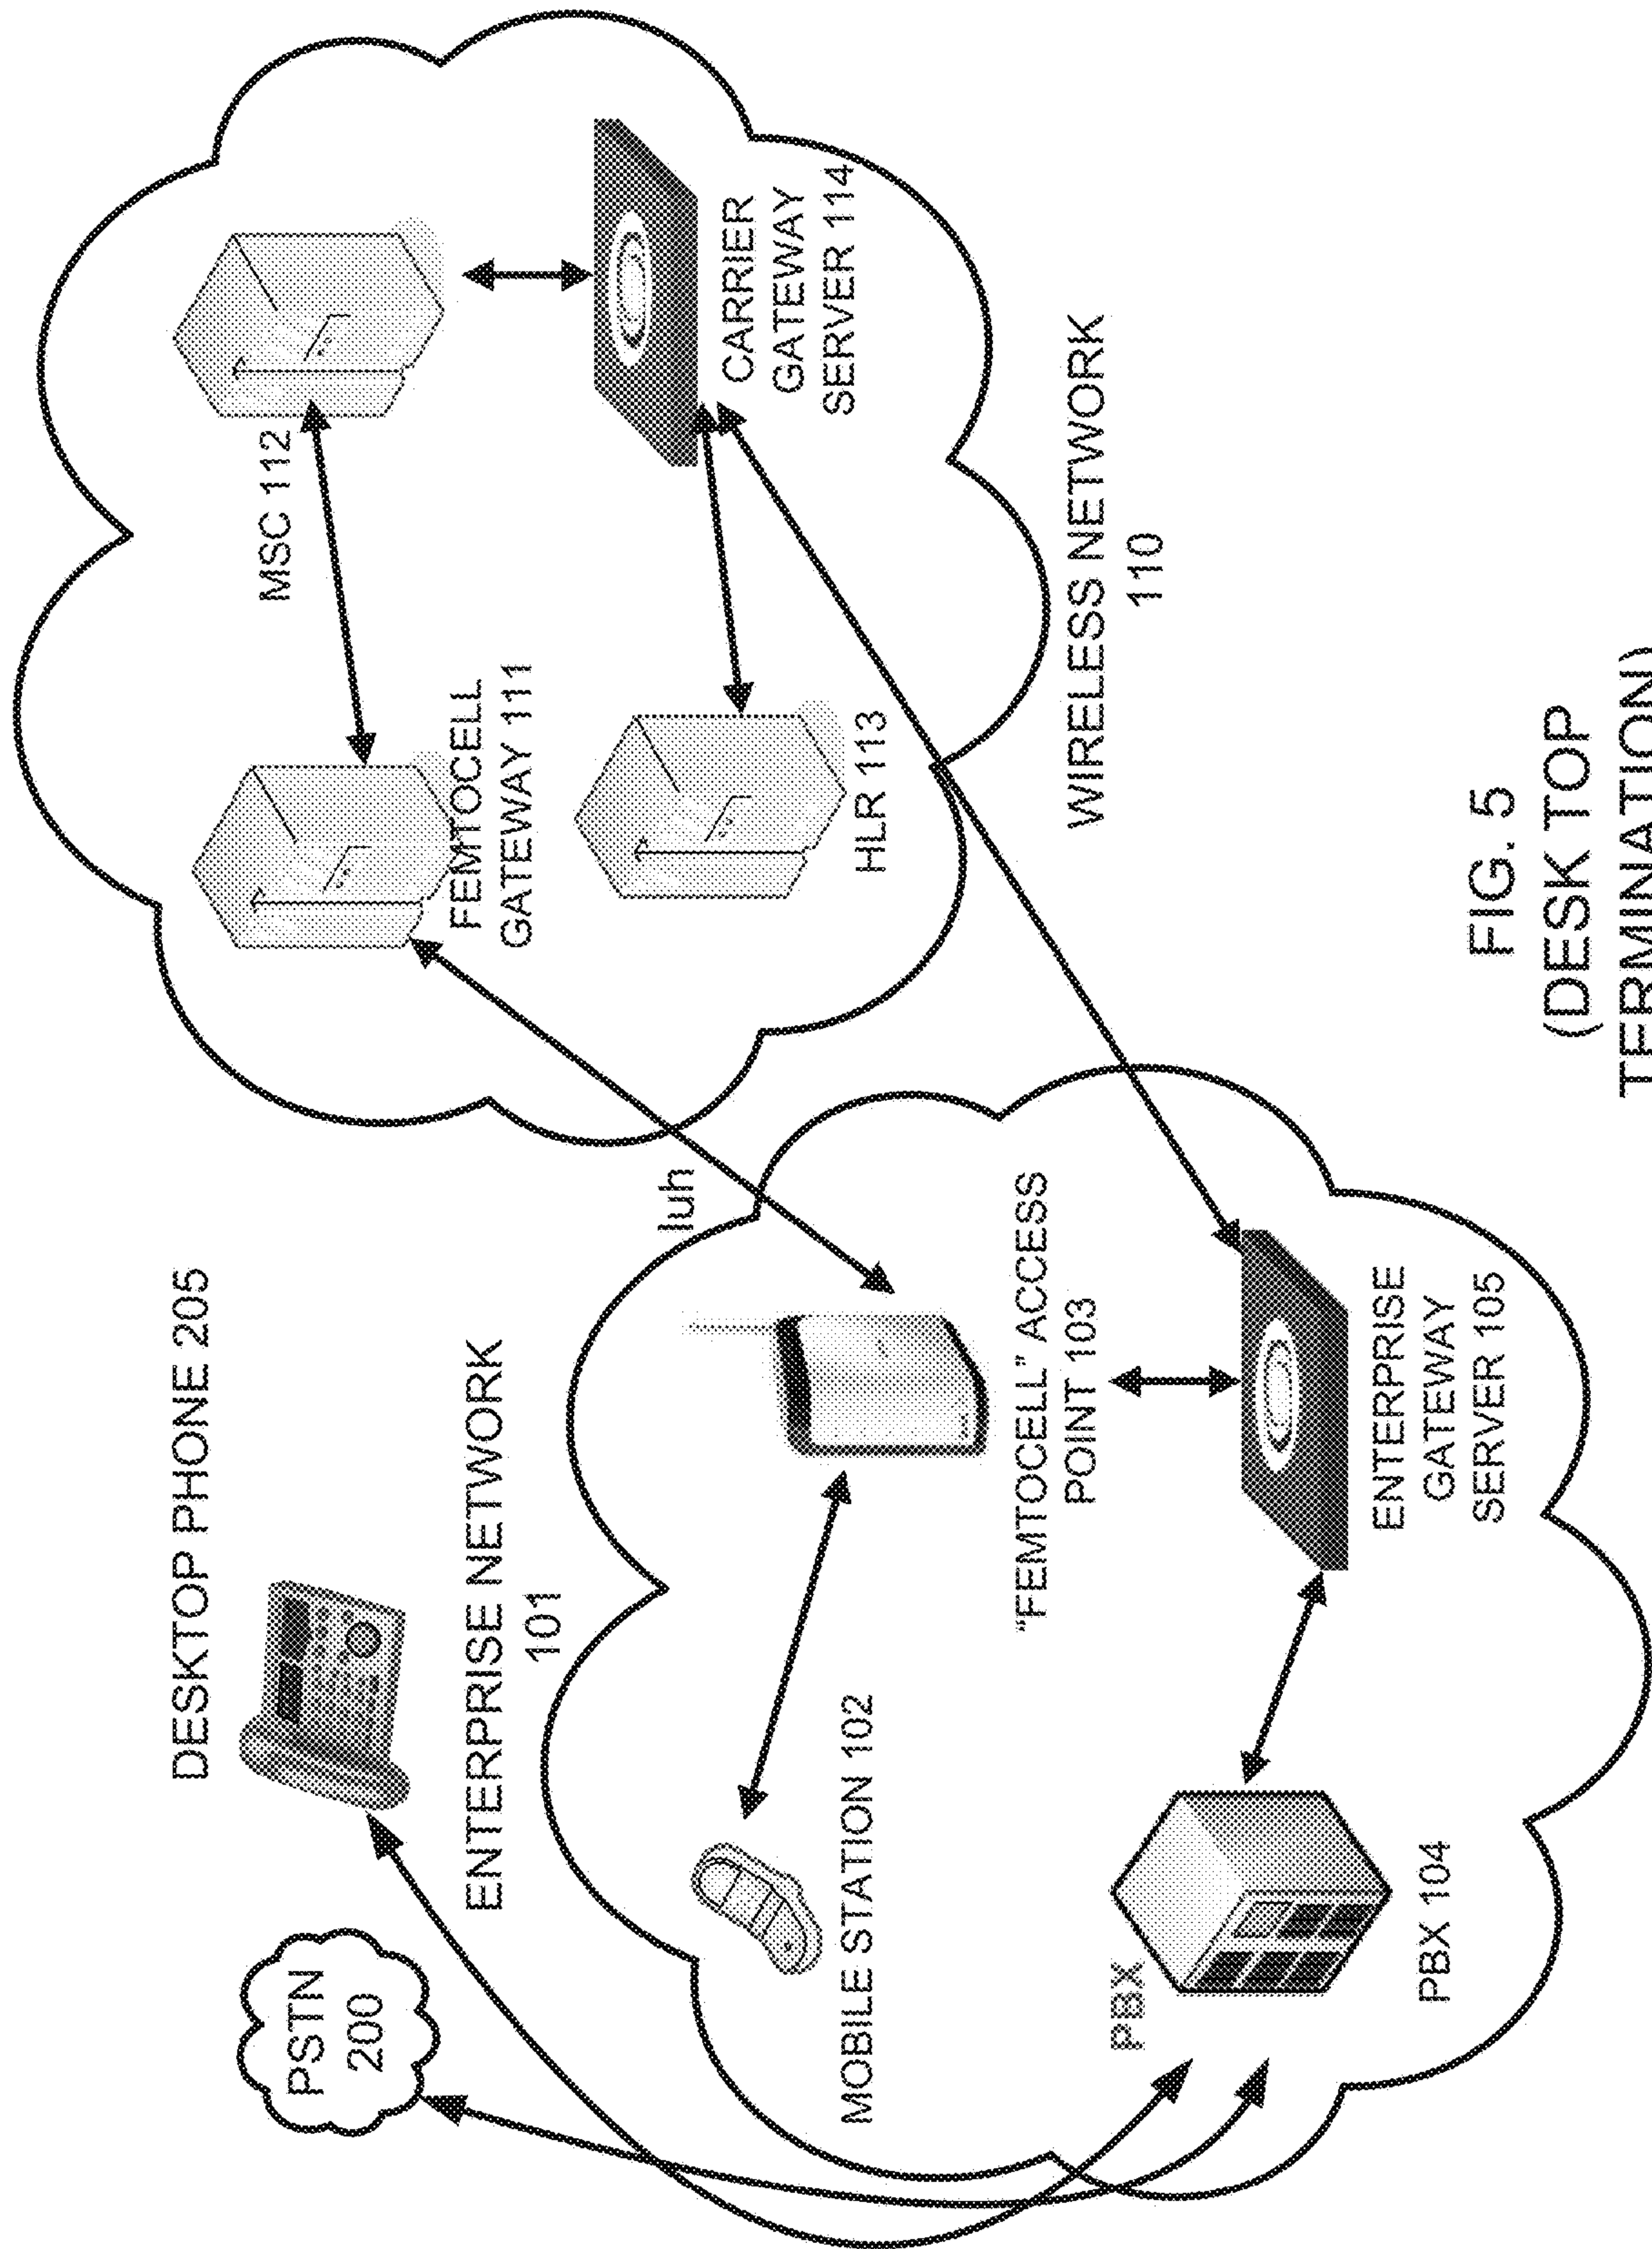 DESKTOP PHONE 205
PSTN
200
ENTERPRISE NETWORK
101
Iuh
MOBILE STATION 102
"FEMTOCELL" ACCESS
POINT 103
PBX
PBX 104
ENTERPRISE
GATEWAY
SERVER 105
MSC 112
FEMTOCELL
GATEWAY 111
HLR 113
CARRIER
GATEWAY
SERVER 114
WIRELESS NETWORK
110
FIG. 5
(DESK TOP
TERMINATION)